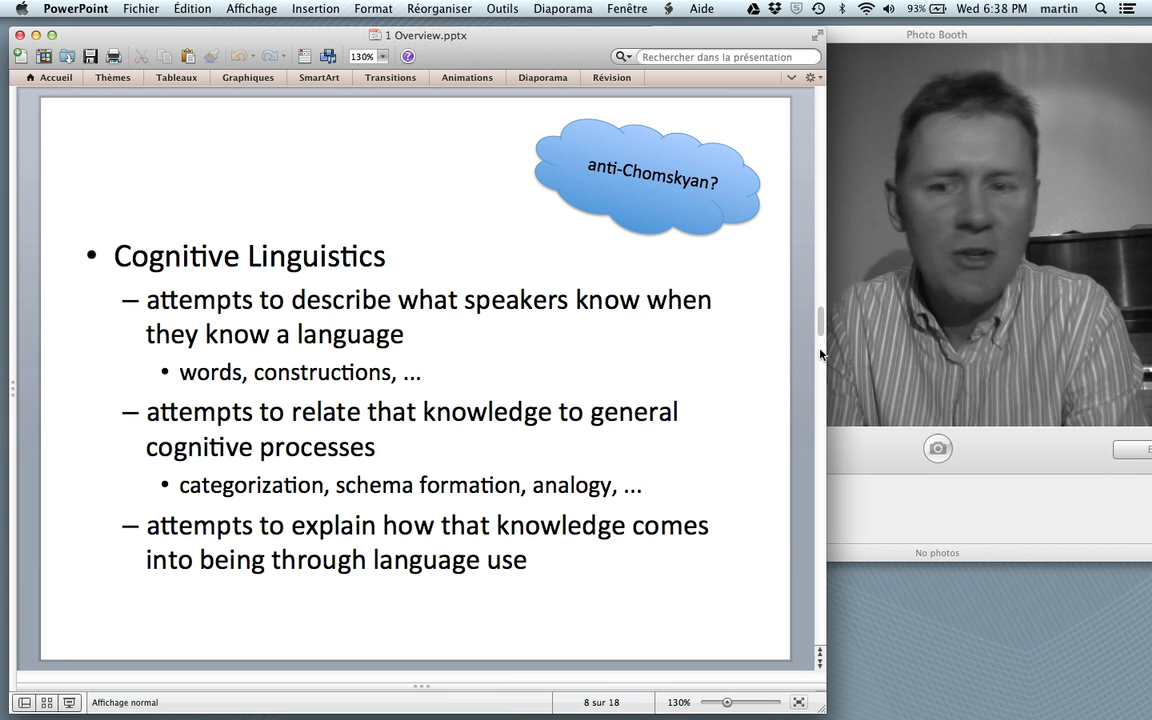 PowerPoint Fichier Édition Affichage Insertion Format Réorganiser Outils Diaporama Fenêtre Aide 93% Wed 6:38 PM martin
1 Overview.pptx
Photo Booth
130% Rechercher dans la présentation
Accueil Thèmes Tableaux Graphiques SmartArt Transitions Animations Diaporama Révision
anti-Chomskyan?
• Cognitive Linguistics
– attempts to describe what speakers know when
they know a language
• words, constructions, ...
– attempts to relate that knowledge to general
cognitive processes
• categorization, schema formation, analogy, ...
– attempts to explain how that knowledge comes
into being through language use
No photos
Affichage normal 8 sur 18 130%